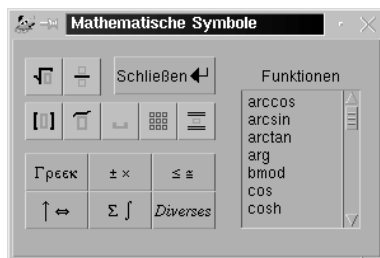 Mathematische Symbole
Schließen
Funktionen
arccos
arcsin
arctan
arg
bmod
cos
cosh
Γρεεκ
± ×
≤ ≅
↑ ⇔
Σ ∫
Diverses